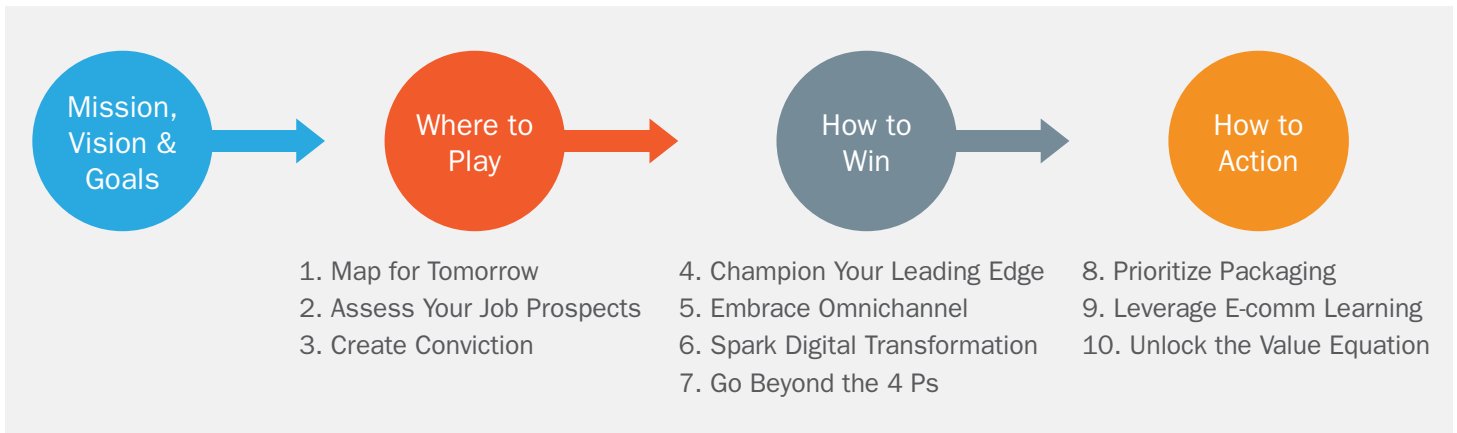 Mission,
Vision &
Goals
Where to
Play
How to
Win
How to
Action
1. Map for Tomorrow
2. Assess Your Job Prospects
3. Create Conviction
4. Champion Your Leading Edge
5. Embrace Omnichannel
6. Spark Digital Transformation
7. Go Beyond the 4 Ps
8. Prioritize Packaging
9. Leverage E-comm Learning
10. Unlock the Value Equation